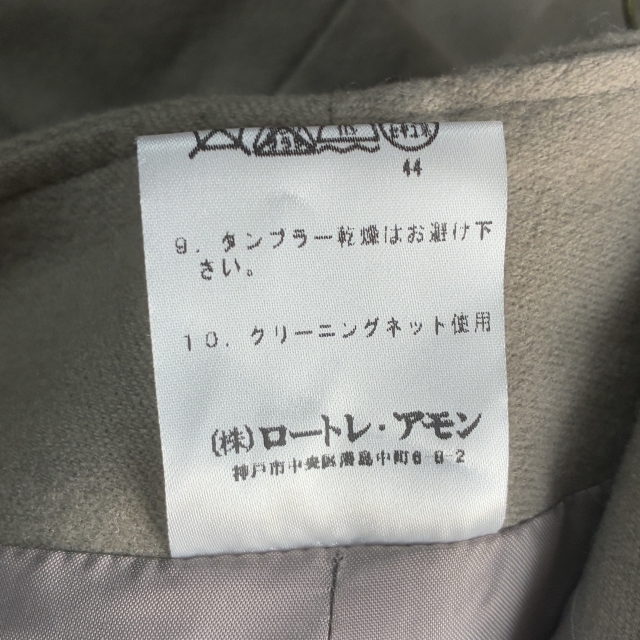 44
9. タンブラー乾燥はお避け下
さい。
10. クリーニングネット使用
(株)ロートレ・アモン
神戸市中央区港島中町6 8 2